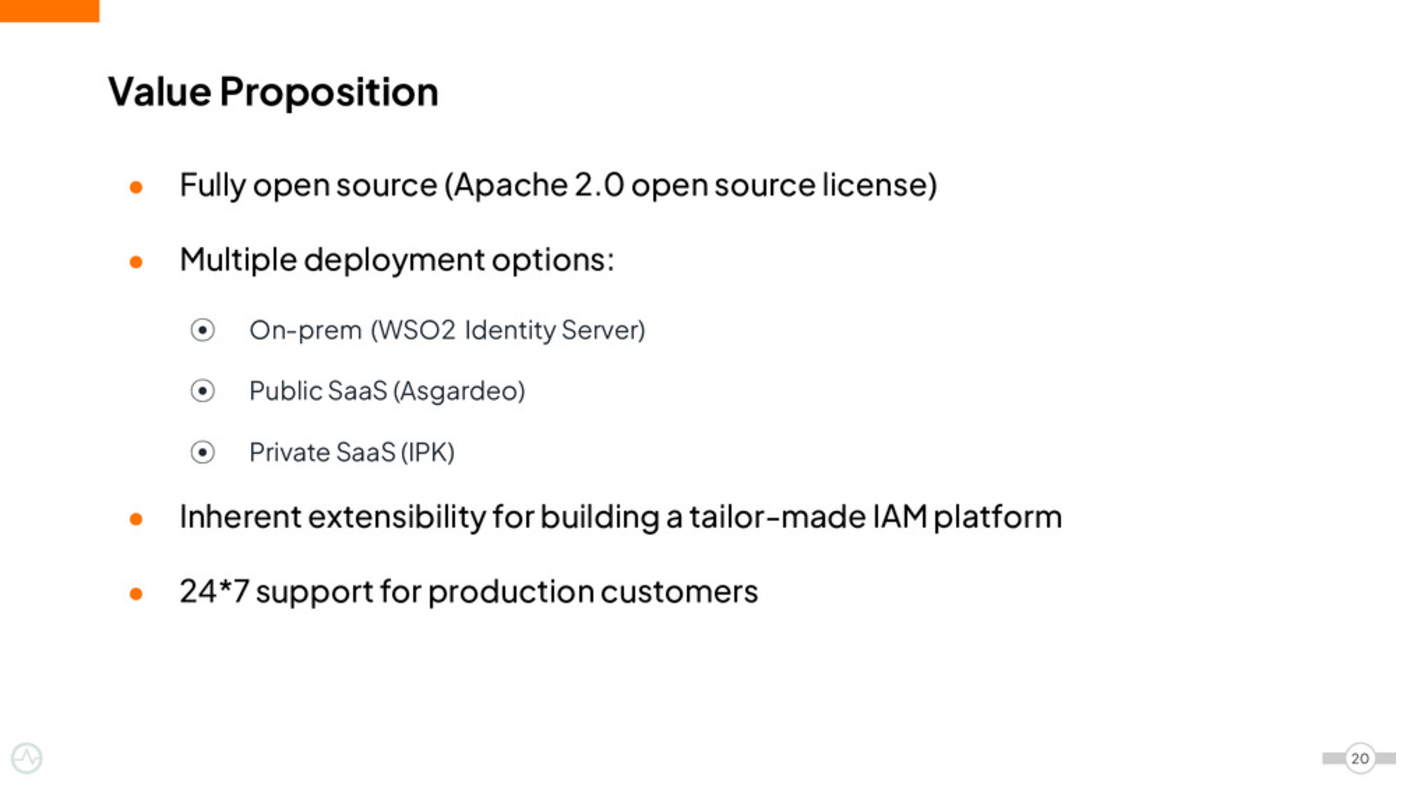 Value Proposition
Fully open source (Apache 2.0 open source license)
Multiple deployment options:
On-prem (WSO2 Identity Server)
Public SaaS (Asgardeo)
Private SaaS (IPK)
Inherent extensibility for building a tailor-made IAM platform
24*7 support for production customers
20